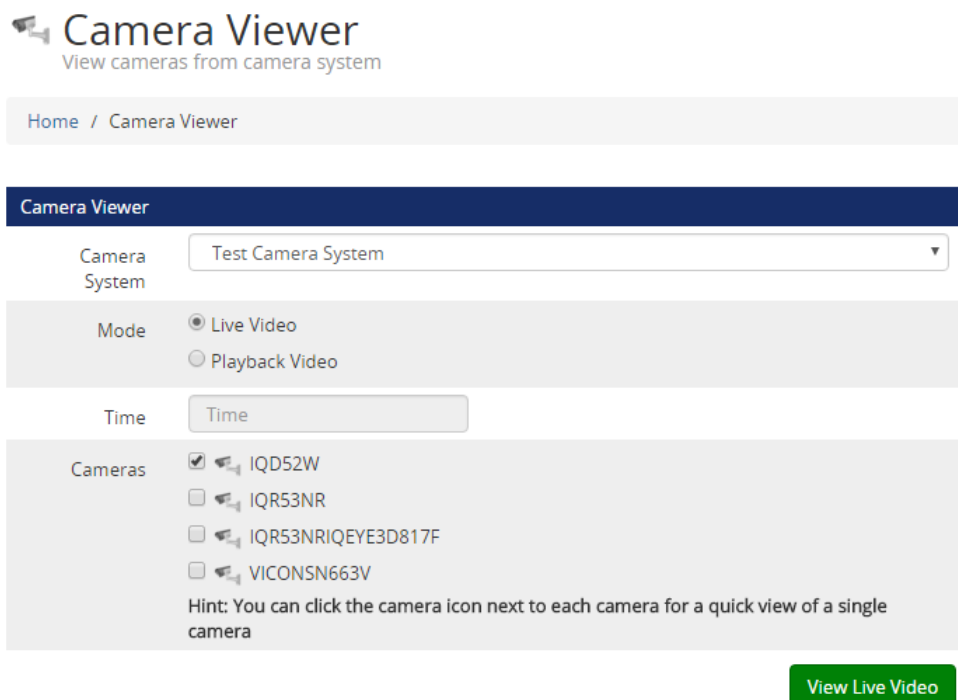 Camera Viewer
View cameras from camera system
Home / Camera Viewer
Camera Viewer
Camera
System
Test Camera System
Mode
Live Video
Playback Video
Time
Time
Cameras
IQD52W
IQR53NR
IQR53NRIQEYE3D817F
VICONSN663V
Hint: You can click the camera icon next to each camera for a quick view of a single
camera
View Live Video